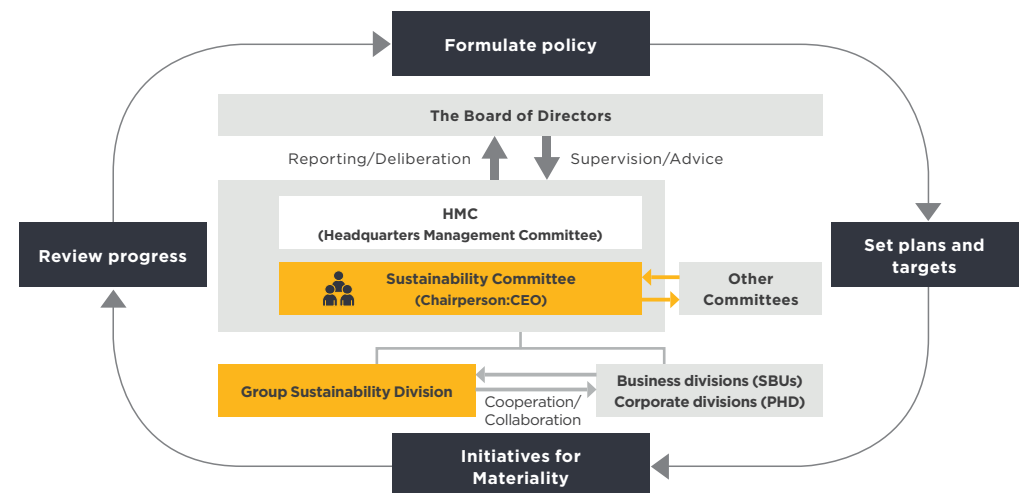 Formulate policy
The Board of Directors
Reporting/Deliberation
Supervision/Advice
HMC
(Headquarters Management Committee)
Review progress
Set plans and
targets
Sustainability Committee
(Chairperson:CEO)
Other
Committees
Group Sustainability Division
Cooperation/
Collaboration
Business divisions (SBUs)
Corporate divisions (PHD)
Initiatives for
Materiality